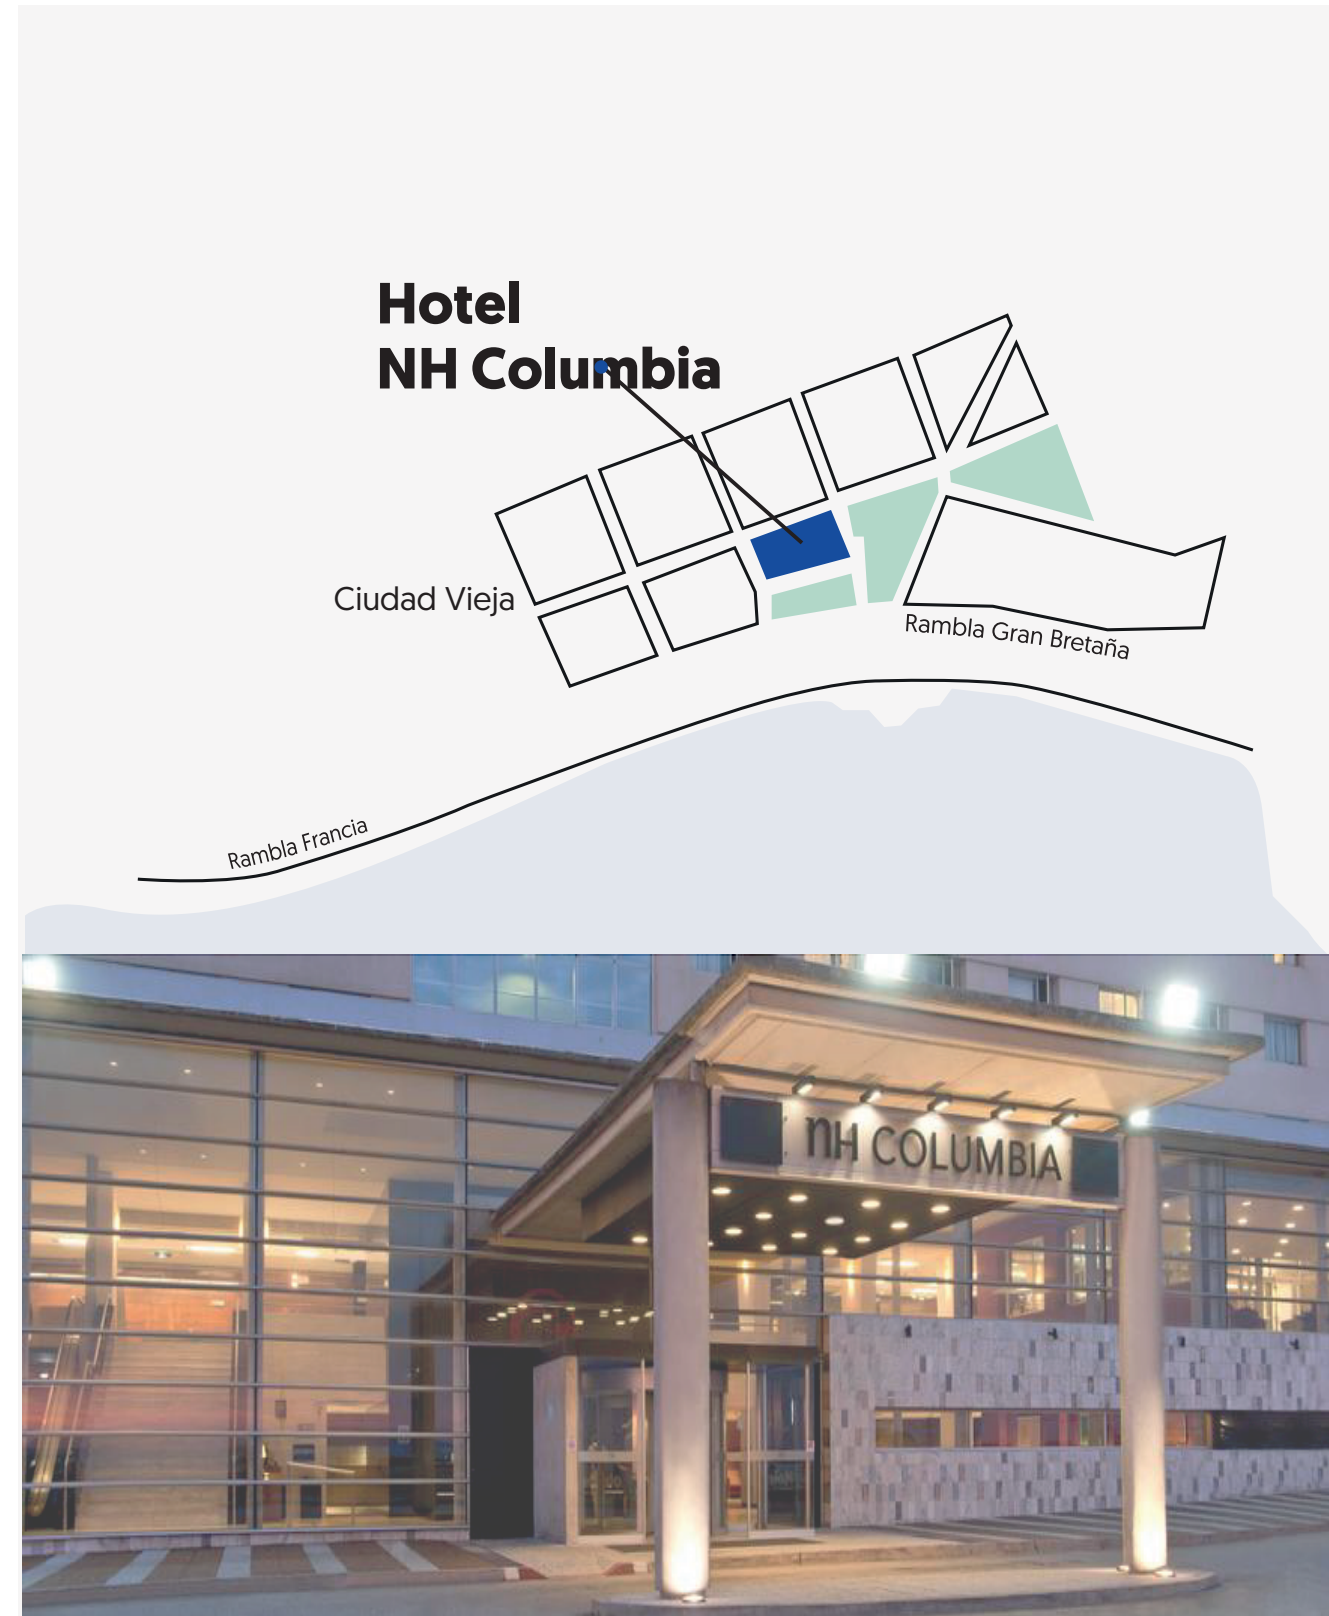 Hotel
NH Columbia
Ciudad Vieja
Rambla Gran Bretaña
Rambla Francia
nH COLUMBIA